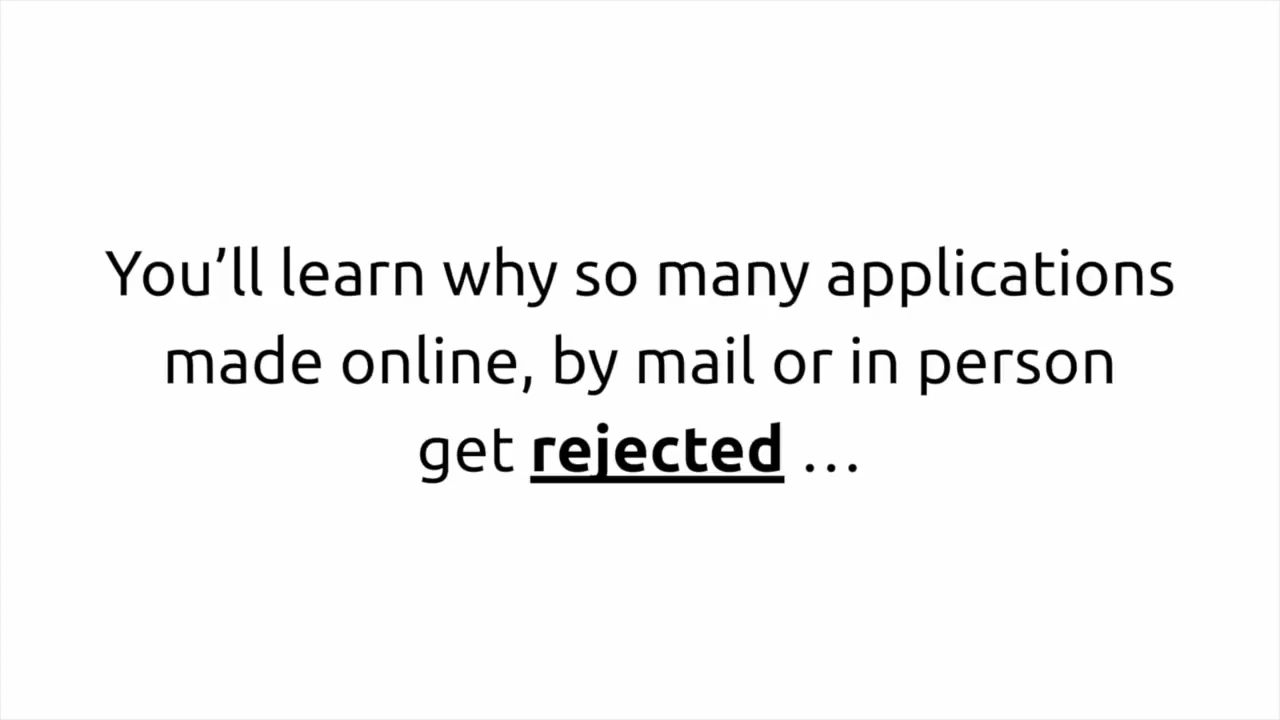 You’ll learn why so many applications
made online, by mail or in person
get rejected …